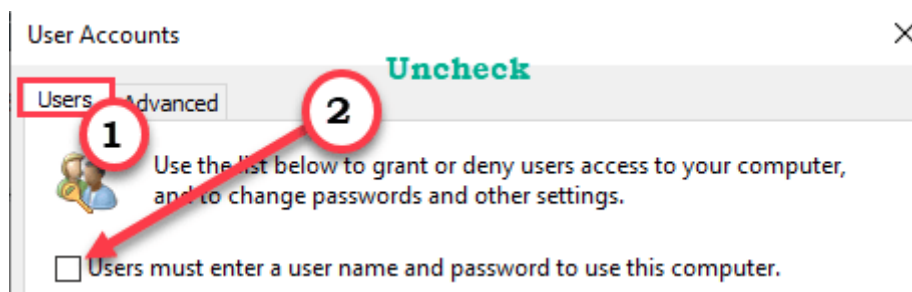 User Accounts
Uncheck
Users Advanced
1
2
Use the list below to grant or deny users access to your computer,
and to change passwords and other settings.
Users must enter a user name and password to use this computer.